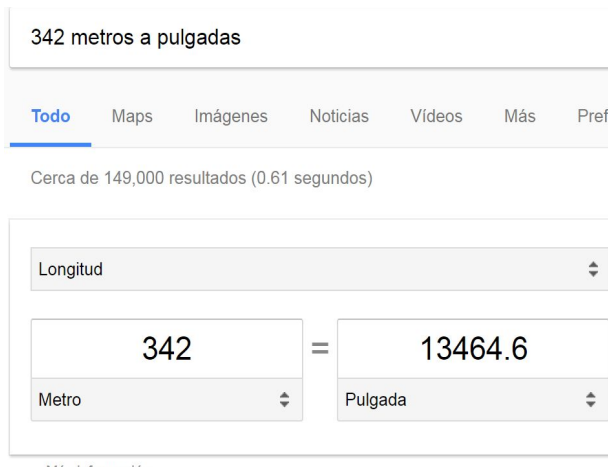 342 metros a pulgadas
Todo Maps Imágenes Noticias Vídeos Más Pref
Cerca de 149,000 resultados (0.61 segundos)
Longitud
342 = 13464.6
Metro Pulgada